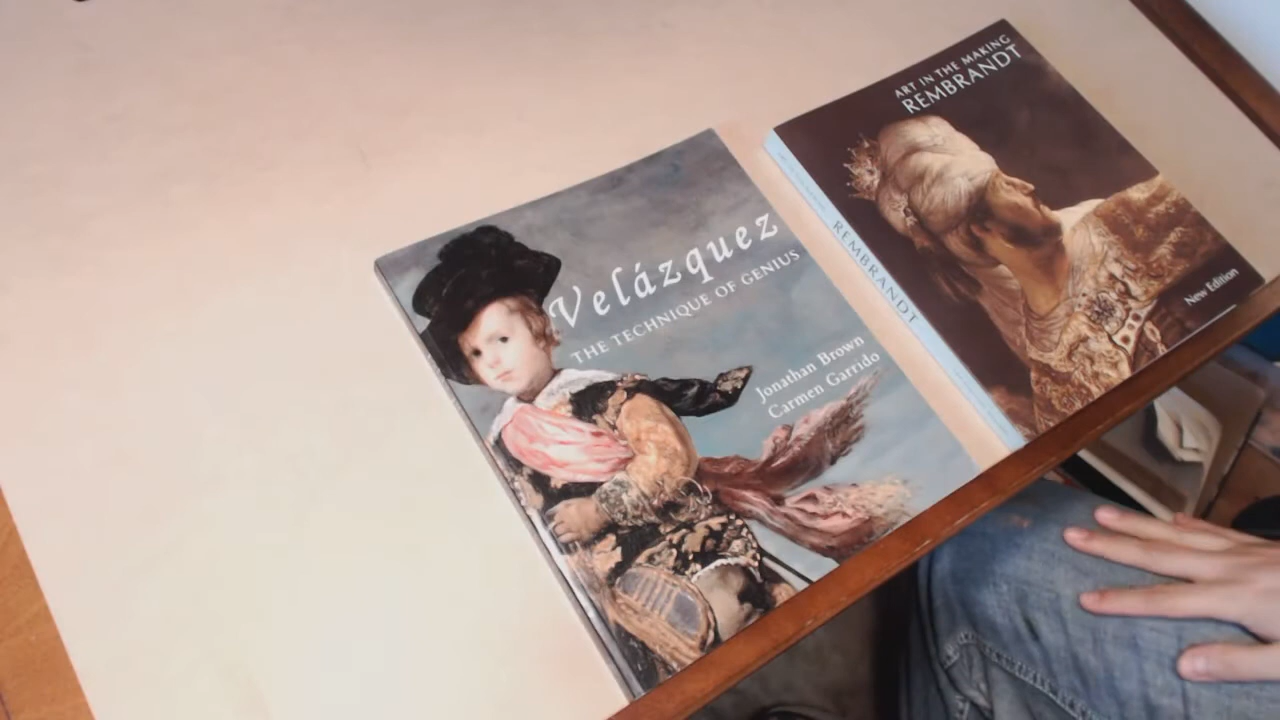 Velázquez
THE TECHNIQUE OF GENIUS
Jonathan Brown
Carmen Garrido
ART IN THE MAKING
REMBRANDT
New Edition
REMBRANDT